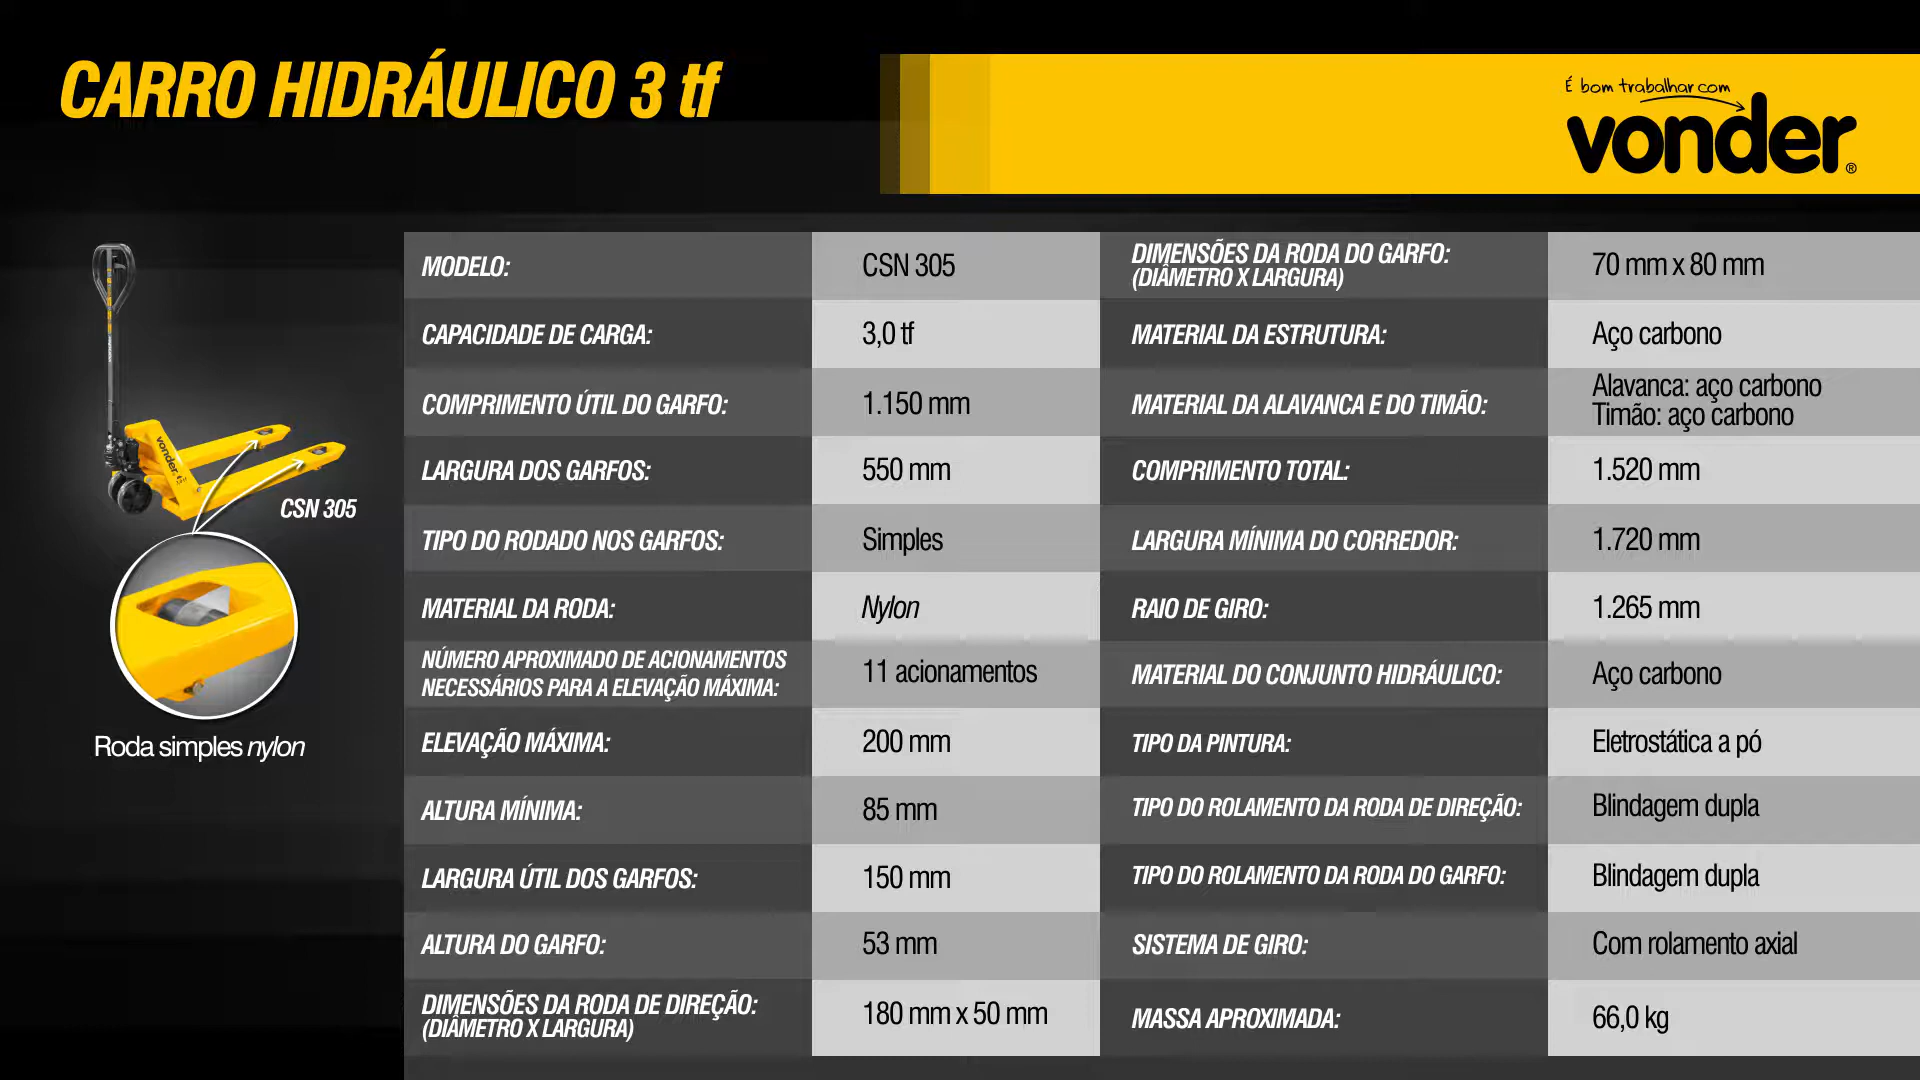 CARRO HIDRÁULICO 3 tf
É bom trabalhar com
vonder®
vonder
CSN 305
Roda simples nylon
MODELO: CSN 305
CAPACIDADE DE CARGA: 3,0 tf
COMPRIMENTO ÚTIL DO GARFO: 1.150 mm
LARGURA DOS GARFOS: 550 mm
TIPO DO RODADO NOS GARFOS: Simples
MATERIAL DA RODA: Nylon
NÚMERO APROXIMADO DE ACIONAMENTOS
NECESSÁRIOS PARA A ELEVAÇÃO MÁXIMA: 11 acionamentos
ELEVAÇÃO MÁXIMA: 200 mm
ALTURA MÍNIMA: 85 mm
LARGURA ÚTIL DOS GARFOS: 150 mm
ALTURA DO GARFO: 53 mm
DIMENSÕES DA RODA DE DIREÇÃO:
(DIÂMETRO X LARGURA) 180 mm x 50 mm
DIMENSÕES DA RODA DO GARFO:
(DIÂMETRO X LARGURA) 70 mm x 80 mm
MATERIAL DA ESTRUTURA: Aço carbono
MATERIAL DA ALAVANCA E DO TIMÃO: Alavanca: aço carbono
Timão: aço carbono
COMPRIMENTO TOTAL: 1.520 mm
LARGURA MÍNIMA DO CORREDOR: 1.720 mm
RAIO DE GIRO: 1.265 mm
MATERIAL DO CONJUNTO HIDRÁULICO: Aço carbono
TIPO DA PINTURA: Eletrostática a pó
TIPO DO ROLAMENTO DA RODA DE DIREÇÃO: Blindagem dupla
TIPO DO ROLAMENTO DA RODA DO GARFO: Blindagem dupla
SISTEMA DE GIRO: Com rolamento axial
MASSA APROXIMADA: 66,0 kg